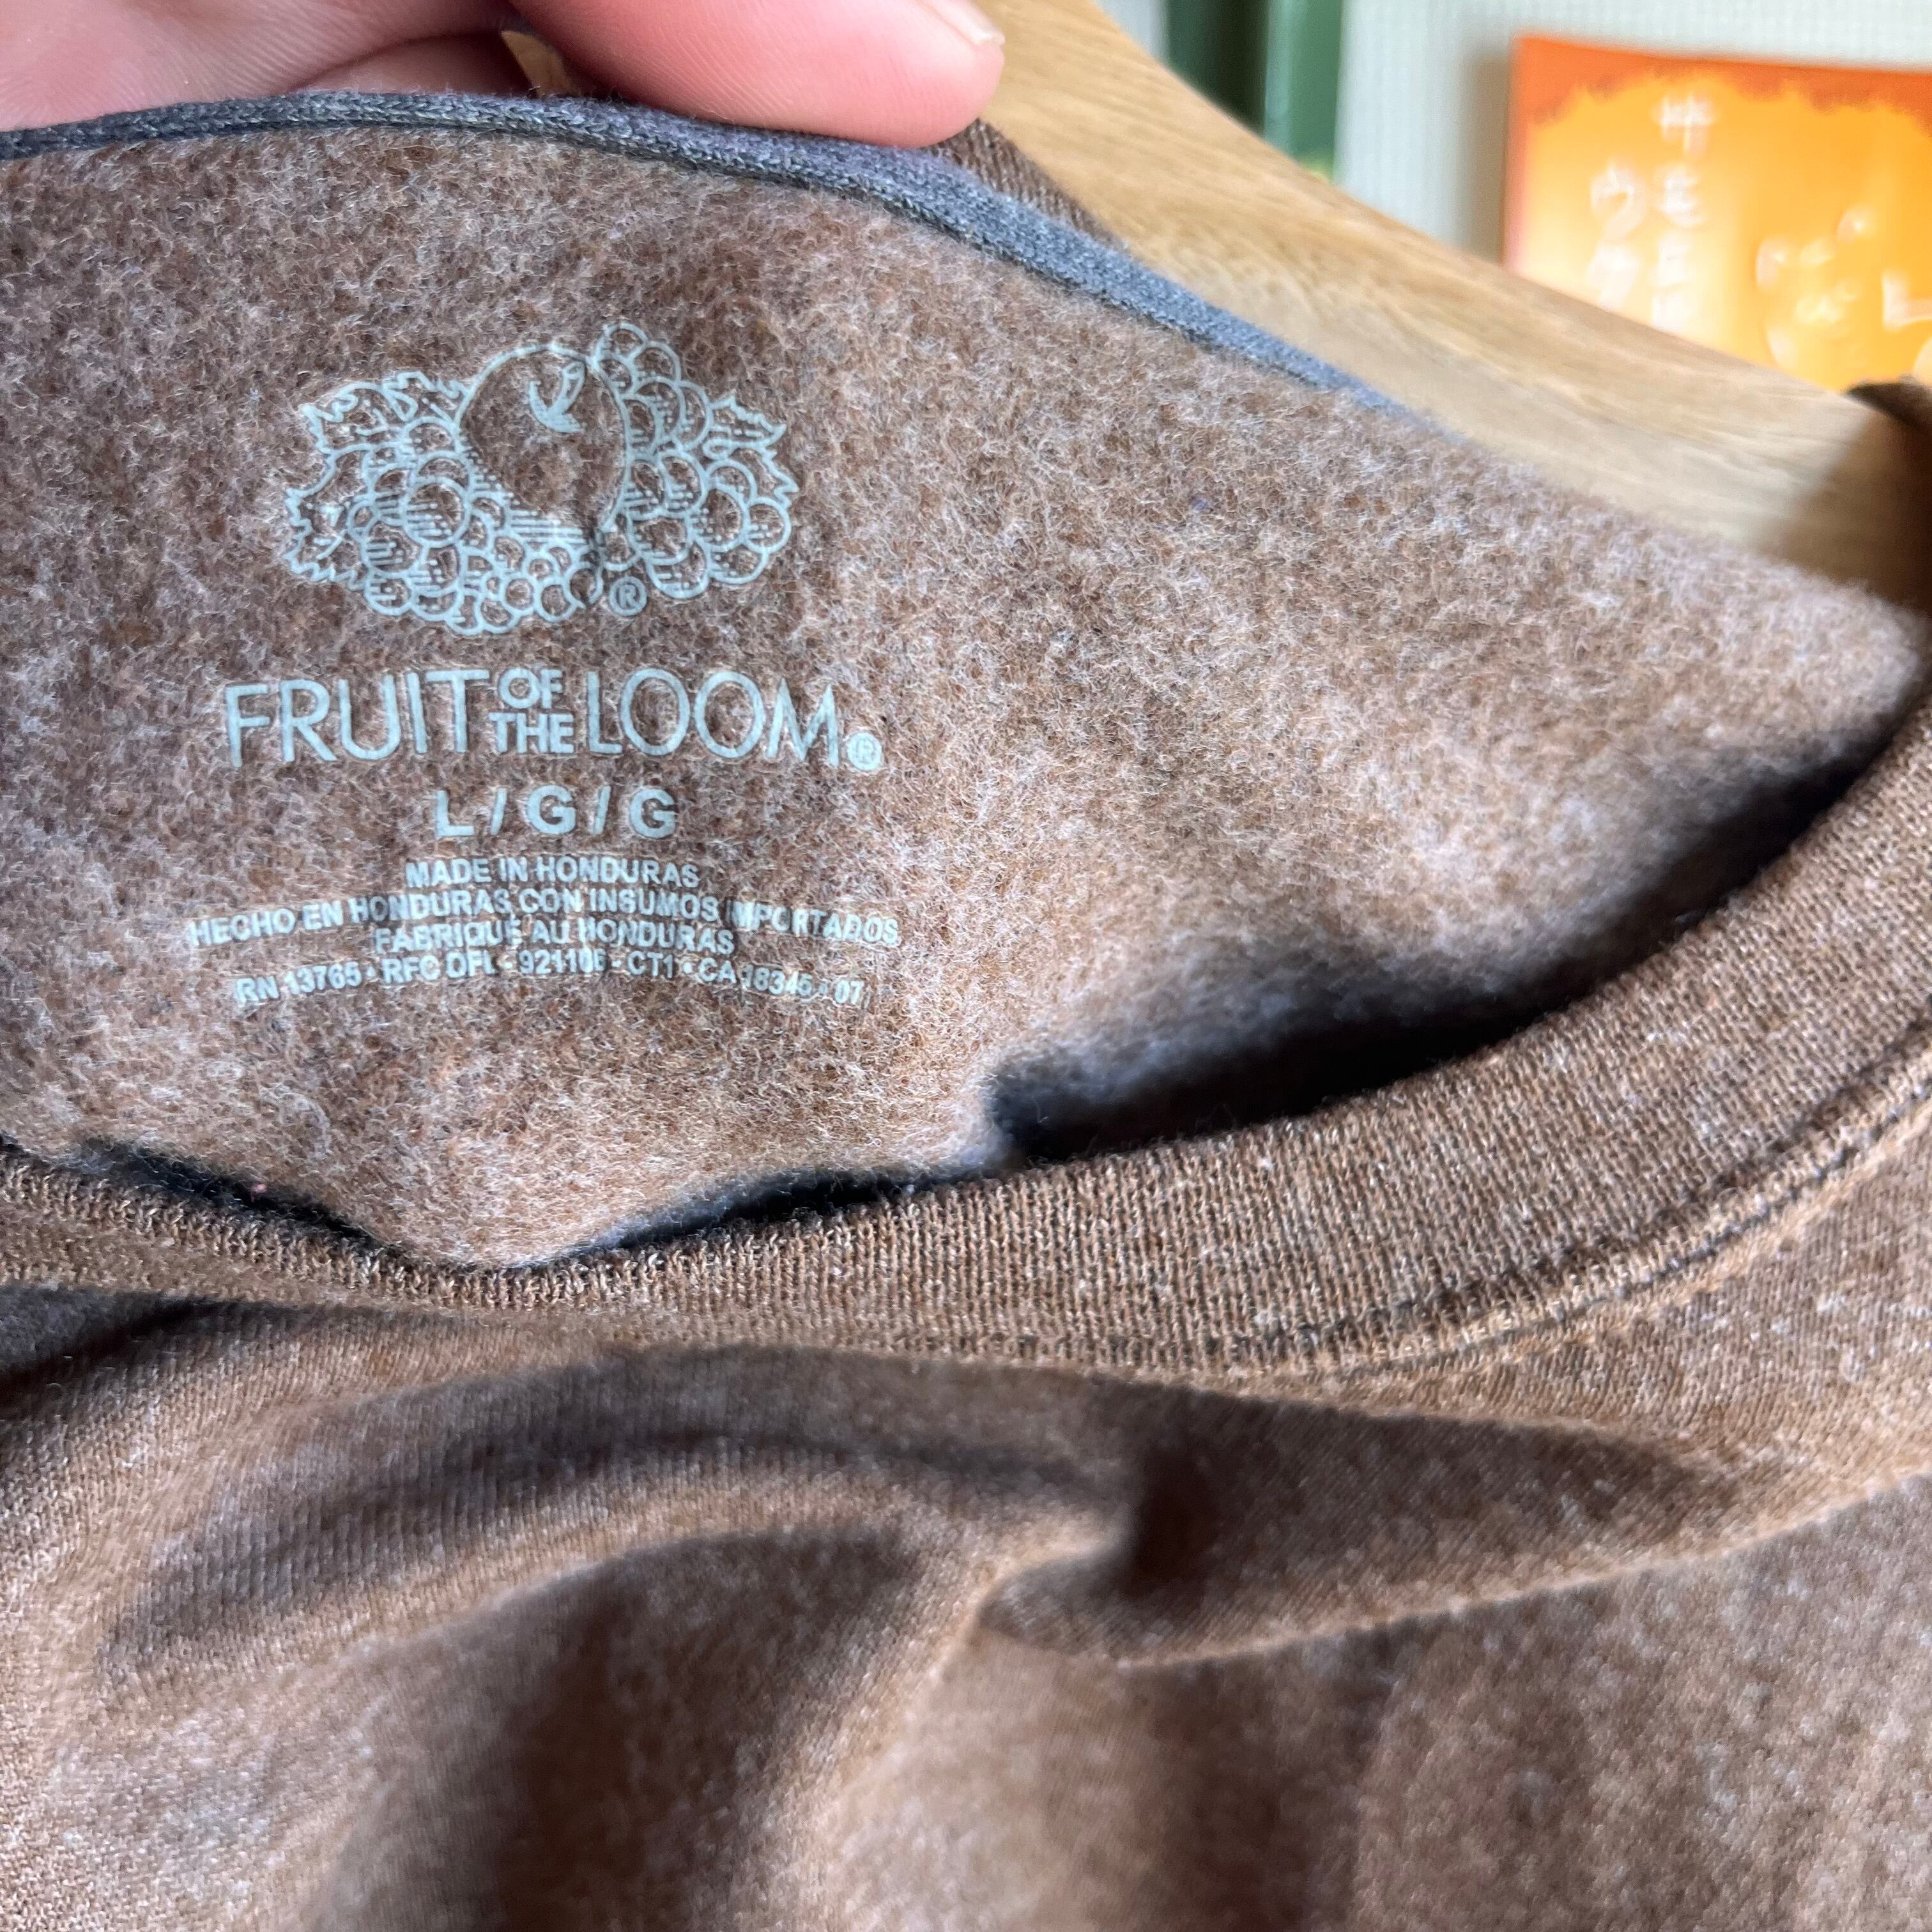 ®
FRUIT OF THE LOOM®
L / G / G
MADE IN HONDURAS
HECHO EN HONDURAS CON INSUMOS IMPORTADOS
FABRIQUÉ AU HONDURAS
RN 13765 • RFC DFL - 921106 - CT1 • CA 18345 • 07